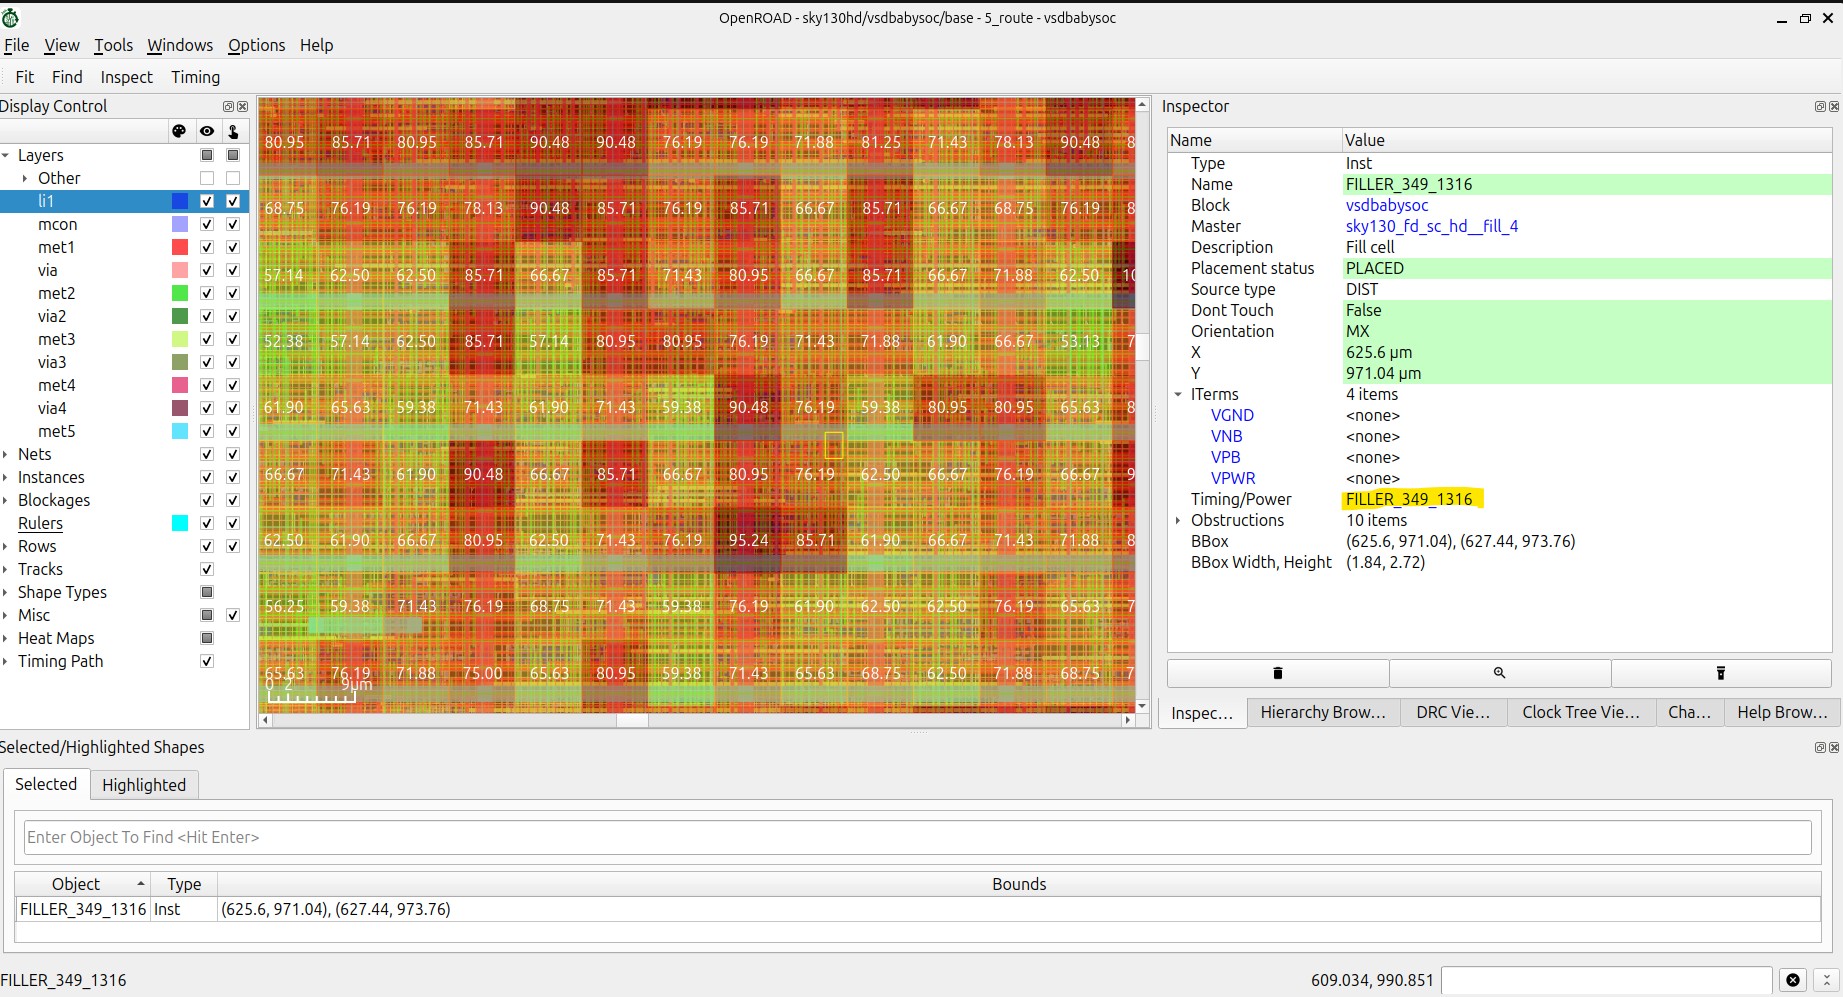 OpenROAD - sky130hd/vsdbabysoc/base - 5_route - vsdbabysoc
File View Tools Windows Options Help
Fit Find Inspect Timing
Display Control
Layers
Other
li1
mcon
met1
via
met2
via2
met3
via3
met4
via4
met5
Nets
Instances
Blockages
Rulers
Rows
Tracks
Shape Types
Misc
Heat Maps
Timing Path
80.95 85.71 80.95 85.71 90.48 90.48 76.19 76.19 71.88 81.25 71.43 78.13 90.48 8
68.75 76.19 76.19 78.13 90.48 85.71 76.19 85.71 66.67 85.71 66.67 68.75 76.19 8
57.14 62.50 62.50 85.71 66.67 85.71 71.43 80.95 66.67 85.71 66.67 71.88 62.50 10
52.38 57.14 62.50 85.71 57.14 80.95 80.95 76.19 71.43 71.88 61.90 66.67 53.13 7
61.90 65.63 59.38 71.43 61.90 71.43 59.38 90.48 76.19 59.38 80.95 80.95 65.63 8
66.67 71.43 61.90 90.48 66.67 85.71 66.67 80.95 76.19 62.50 66.67 76.19 66.67 9
62.50 61.90 66.67 80.95 62.50 71.43 76.19 95.24 85.71 61.90 66.67 71.43 71.88 8
56.25 59.38 71.43 76.19 68.75 71.43 59.38 76.19 61.90 62.50 62.50 76.19 65.63 7
65.63 76.19 71.88 75.00 65.63 80.95 59.38 71.43 65.63 68.75 62.50 71.88 68.75 7
0 2 9μm
Inspector
Name Value
Type Inst
Name FILLER_349_1316
Block vsdbabysoc
Master sky130_fd_sc_hd__fill_4
Description Fill cell
Placement status PLACED
Source type DIST
Dont Touch False
Orientation MX
X 625.6 μm
Y 971.04 μm
ITerms 4 items
VGND <none>
VNB <none>
VPB <none>
VPWR <none>
Timing/Power FILLER_349_1316
Obstructions 10 items
BBox (625.6, 971.04), (627.44, 973.76)
BBox Width, Height (1.84, 2.72)
Inspec... Hierarchy Brow... DRC Vie... Clock Tree Vie... Cha... Help Brow...
Selected/Highlighted Shapes
Selected Highlighted
Enter Object To Find <Hit Enter>
Object Type Bounds
FILLER_349_1316 Inst (625.6, 971.04), (627.44, 973.76)
FILLER_349_1316 609.034, 990.851